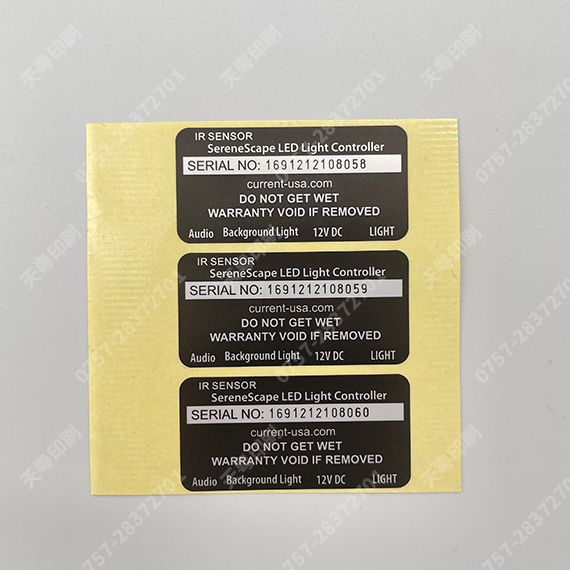 IR SENSOR
SereneScape LED Light Controller
SERIAL NO: 1691212108058
current-usa.com
DO NOT GET WET
WARRANTY VOID IF REMOVED
Audio Background Light 12V DC LIGHT
IR SENSOR
SereneScape LED Light Controller
SERIAL NO: 1691212108059
current-usa.com
DO NOT GET WET
WARRANTY VOID IF REMOVED
Audio Background Light 12V DC LIGHT
IR SENSOR
SereneScape LED Light Controller
SERIAL NO: 1691212108060
current-usa.com
DO NOT GET WET
WARRANTY VOID IF REMOVED
Audio Background Light 12V DC LIGHT
天粤印刷
0757-28372701